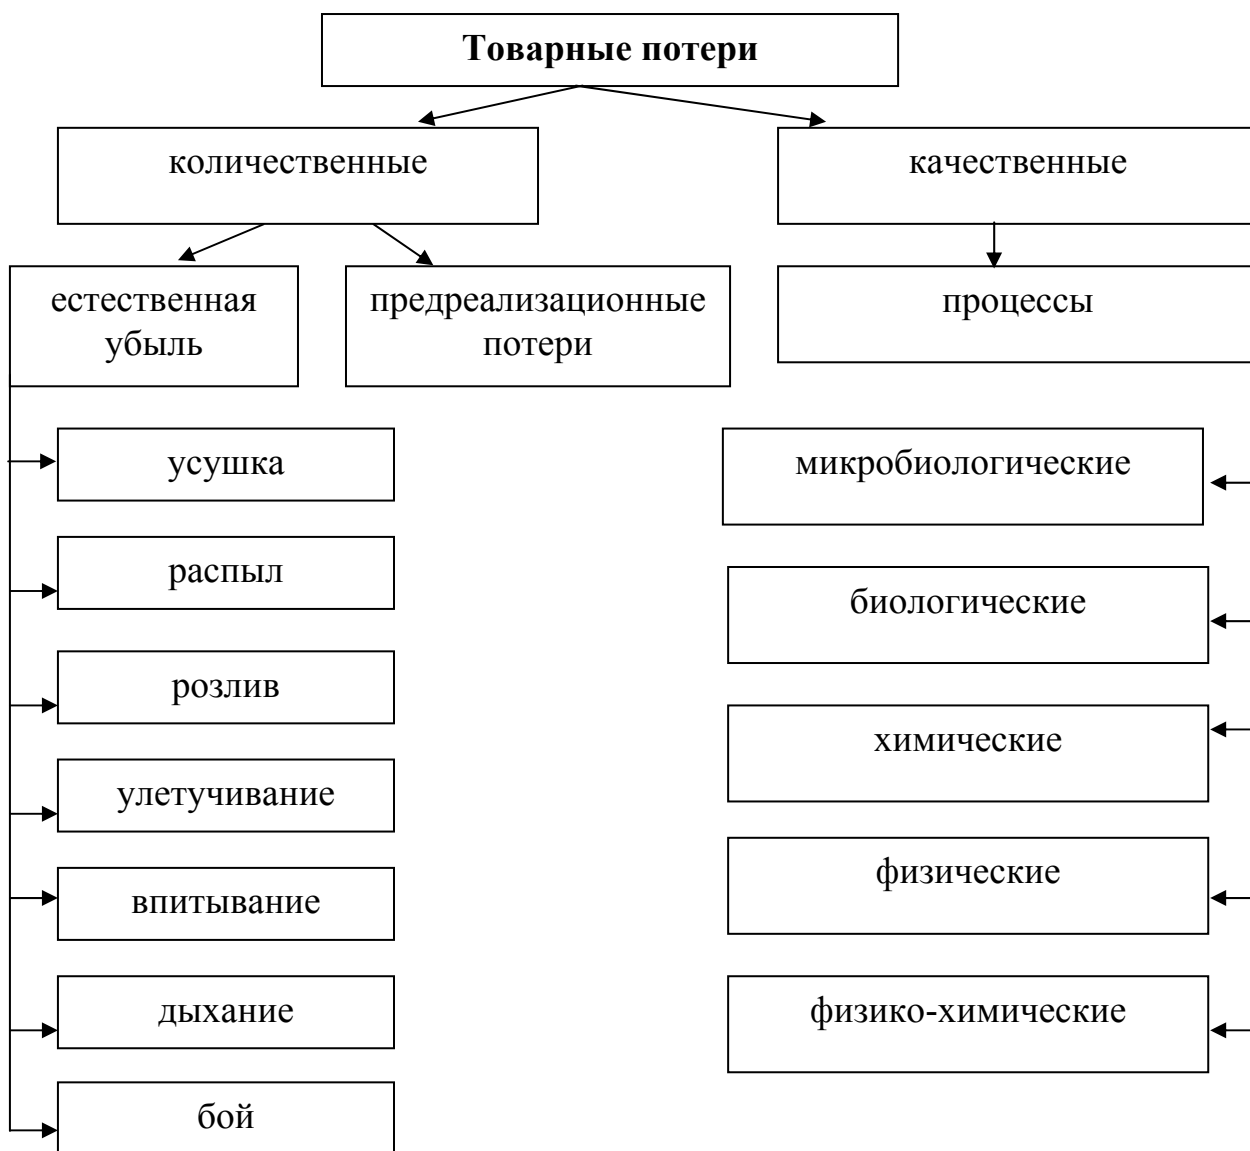 Товарные потери
количественные
качественные
естественная
убыль
предреализационные
потери
процессы
усушка
распыл
розлив
улетучивание
впитывание
дыхание
бой
микробиологические
биологические
химические
физические
физико-химические